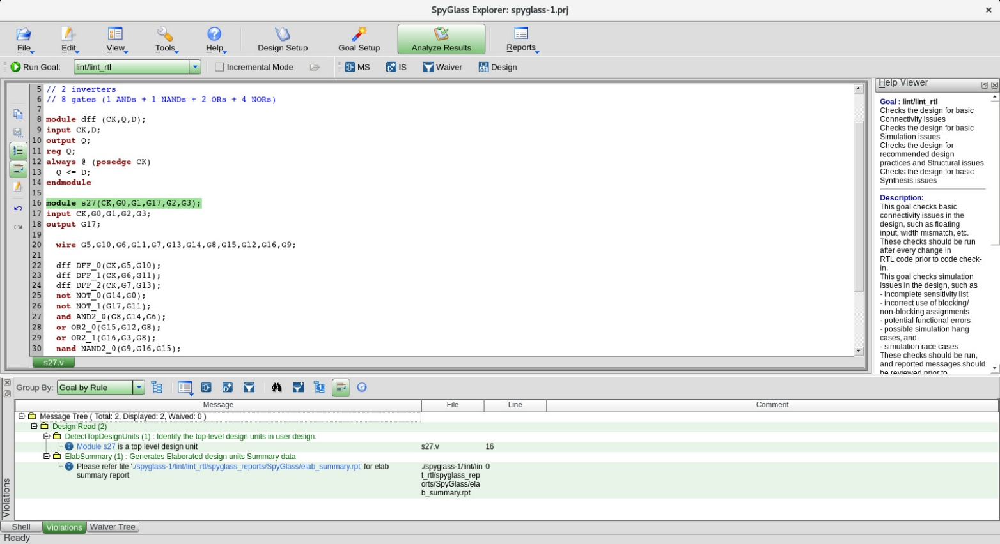 SpyGlass Explorer: spyglass-1.prj
File Edit View Tools Help Design Setup Goal Setup Analyze Results Reports
Run Goal: lint/lint_rtl Incremental Mode MS IS Waiver Design
5 // 2 inverters
6 // 8 gates (1 ANDs + 1 NANDs + 2 ORs + 4 NORs)
7
8 module dff (CK,Q,D);
9 input CK,D;
10 output Q;
11 reg Q;
12 always @ (posedge CK)
13 Q <= D;
14 endmodule
15
16 module s27(CK,G0,G1,G17,G2,G3);
17 input CK,G0,G1,G2,G3;
18 output G17;
19
20 wire G5,G10,G6,G11,G7,G13,G14,G8,G15,G12,G16,G9;
21
22 dff DFF_0(CK,G5,G10);
23 dff DFF_1(CK,G6,G11);
24 dff DFF_2(CK,G7,G13);
25 not NOT_0(G14,G0);
26 not NOT_1(G17,G11);
27 and AND2_0(G8,G14,G6);
28 or OR2_0(G15,G12,G8);
29 or OR2_1(G16,G3,G8);
30 nand NAND2_0(G9,G16,G15);
s27.v
Help Viewer
Goal : lint/lint_rtl
Checks the design for basic
Connectivity issues
Checks the design for basic
Simulation issues
Checks the design for
recommended design
practices and Structural issues
Checks the design for basic
Synthesis issues
Description:
This goal checks basic
connectivity issues in the
design, such as floating
input, width mismatch, etc.
These checks should be run
after every change in
RTL code prior to code check-
in.
This goal checks simulation
issues in the design, such as
- incomplete sensitivity list
- incorrect use of blocking/
non-blocking assignments
- potential functional errors
- possible simulation hang
cases, and
- simulation race cases
These checks should be run,
and reported messages should
be reviewed prior to
Group By: Goal by Rule
Message File Line Comment
Message Tree ( Total: 2, Displayed: 2, Waived: 0 )
Design Read (2)
DetectTopDesignUnits (1) : Identify the top-level design units in user design.
Module s27 is a top level design unit s27.v 16
ElabSummary (1) : Generates Elaborated design units Summary data
Please refer file './spyglass-1/lint/lint_rtl/spyglass_reports/SpyGlass/elab_summary.rpt' for elab
summary report
./spyglass-1/lint/lin 0
t_rtl/spyglass_rep
orts/SpyGlass/ela
b_summary.rpt
Violations
Shell Violations Waiver Tree
Ready